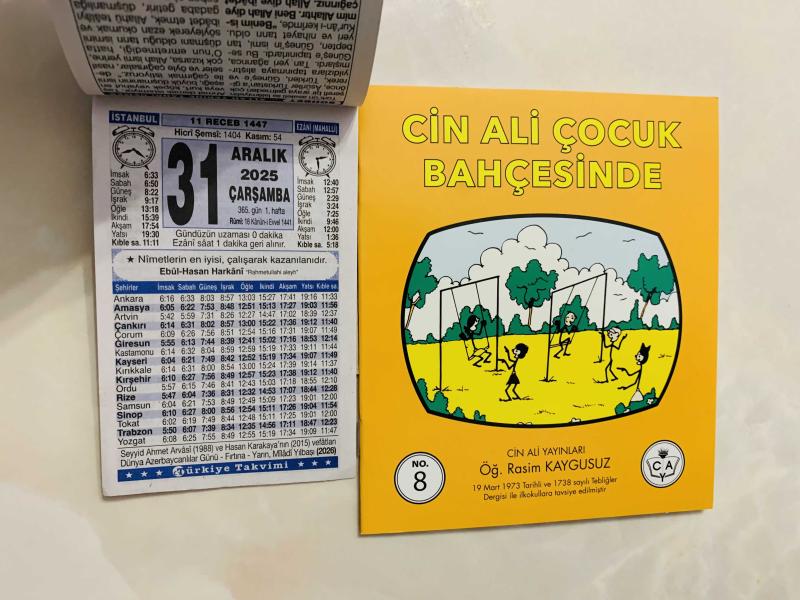 İSTANBUL
11 RECEB 1447
EZÂNÎ (MAHALLÎ)
Hicrî Şemsî: 1404 Kasım: 54
31
ARALIK
2025
ÇARŞAMBA
365. gün 1. hafta
Rûmî: 18 Kânûn-i Evvel 1441
İmsak 6:33
Sabah 6:50
Güneş 8:22
İşrak 9:17
Öğle 13:18
İkindi 15:39
Akşam 17:54
Yatsı 19:30
Kıble sa. 11:11
İmsak 12:40
Sabah 12:57
Güneş 2:29
İşrak 3:24
Öğle 7:25
İkindi 9:46
Akşam 12:00
Yatsı 1:36
Kıble sa. 5:18
Gündüzün uzaması 0 dakika
Ezânî sâat 1 dakika geri alınır.
★ Nîmetlerin en iyisi, çalışarak kazanılanıdır.
Ebül-Hasan Harkânî "Rahmetullahi aleyh"
Şehirler İmsak Sabah Güneş İşrak Öğle İkindi Akşam Yatsı Kıble sa.
Ankara 6:16 6:33 8:03 8:57 13:03 15:27 17:41 19:16 11:33
Amasya 6:05 6:22 7:53 8:48 12:51 15:13 17:27 19:03 11:56
Artvin 5:42 5:59 7:31 8:26 12:27 14:47 17:02 18:39 12:37
Çankırı 6:14 6:31 8:02 8:57 13:00 15:22 17:36 19:12 11:40
Çorum 6:09 6:26 7:56 8:51 12:54 15:16 17:31 19:07 11:49
Giresun 5:55 6:13 7:44 8:39 12:41 15:02 17:16 18:53 12:14
Kastamonu 6:14 6:32 8:04 8:59 12:59 15:19 17:33 19:11 11:44
Kayseri 6:04 6:21 7:49 8:42 12:52 15:19 17:34 19:07 11:49
Kırıkkale 6:14 6:31 8:00 8:54 13:00 15:24 17:39 19:14 11:37
Kırşehir 6:10 6:27 7:56 8:49 12:57 15:23 17:38 19:12 11:40
Ordu 5:57 6:15 7:46 8:41 12:43 15:03 17:18 18:55 12:10
Rize 5:47 6:04 7:36 8:31 12:32 14:53 17:07 18:44 12:28
Samsun 6:04 6:21 7:53 8:49 12:49 15:09 17:23 19:01 12:00
Sinop 6:10 6:27 8:00 8:56 12:54 15:11 17:26 19:04 11:54
Tokat 6:02 6:19 7:49 8:44 12:48 15:11 17:25 19:01 12:00
Trabzon 5:50 6:07 7:39 8:34 12:35 14:56 17:11 18:47 12:23
Yozgat 6:08 6:25 7:55 8:49 12:55 15:19 17:34 19:09 11:47
Seyyid Ahmet Arvâsî (1988) ve Hasan Karakaya'nın (2015) vefâtları
Dünya Azerbaycanlılar Günü - Fırtına - Yarın, Mîlâdî Yılbaşı (2026)
Türkiye Takvimi
CİN ALİ ÇOCUK
BAHÇESİNDE
CİN ALİ YAYINLARI
Öğ. Rasim KAYGUSUZ
19 Mart 1973 Tarihli ve 1738 sayılı Tebliğler
Dergisi ile ilkokullara tavsiye edilmiştir
NO.
8
C A
Y